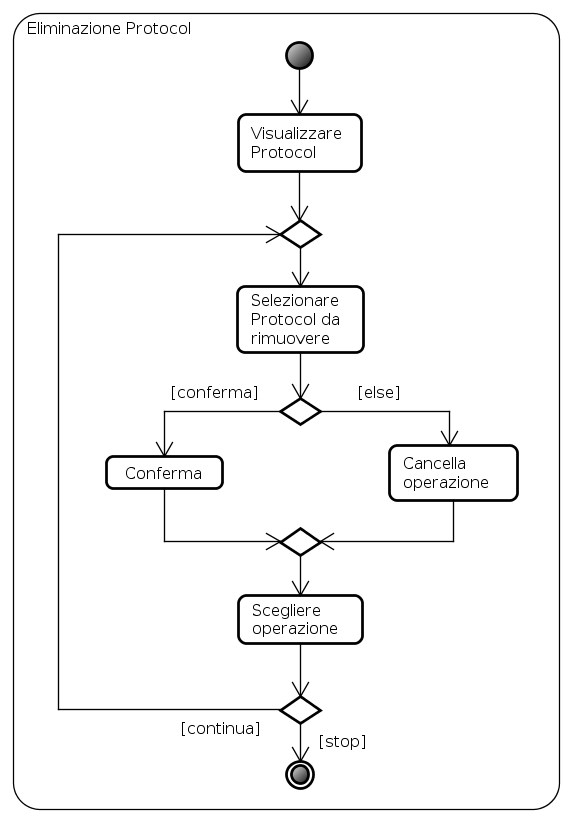 Eliminazione Protocol
Visualizzare
Protocol
Selezionare
Protocol da
rimuovere
[conferma]
[else]
Conferma
Cancella
operazione
Scegliere
operazione
[continua]
[stop]